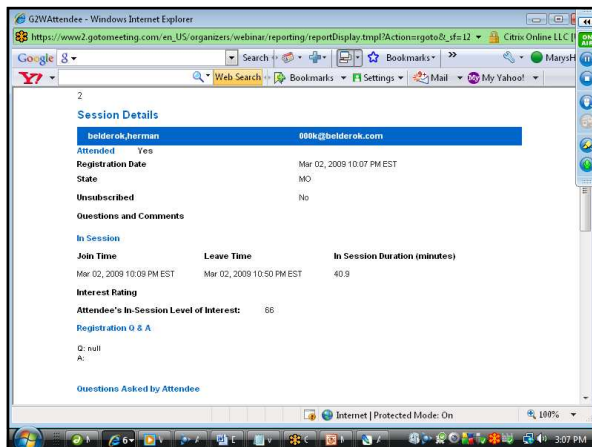 G2WAttendee - Windows Internet Explorer
https://www2.gotomeeting.com/en_US/organizers/webinar/reporting/reportDisplay.tmpl?Action=rgoto&t_sf=12 Citrix Online LLC [
Google Search Bookmarks MarysH
Y! Web Search Bookmarks Settings Mail My Yahoo!
ON AIR
2
Session Details
belderok,herman 000k@belderok.com
Attended Yes
Registration Date Mar 02, 2009 10:07 PM EST
State MO
Unsubscribed No
Questions and Comments
In Session
Join Time Leave Time In Session Duration (minutes)
Mar 02, 2009 10:09 PM EST Mar 02, 2009 10:50 PM EST 40.9
Interest Rating
Attendee's In-Session Level of Interest: 66
Registration Q & A
Q: null
A:
Questions Asked by Attendee
Internet | Protected Mode: On 100%
3:07 PM